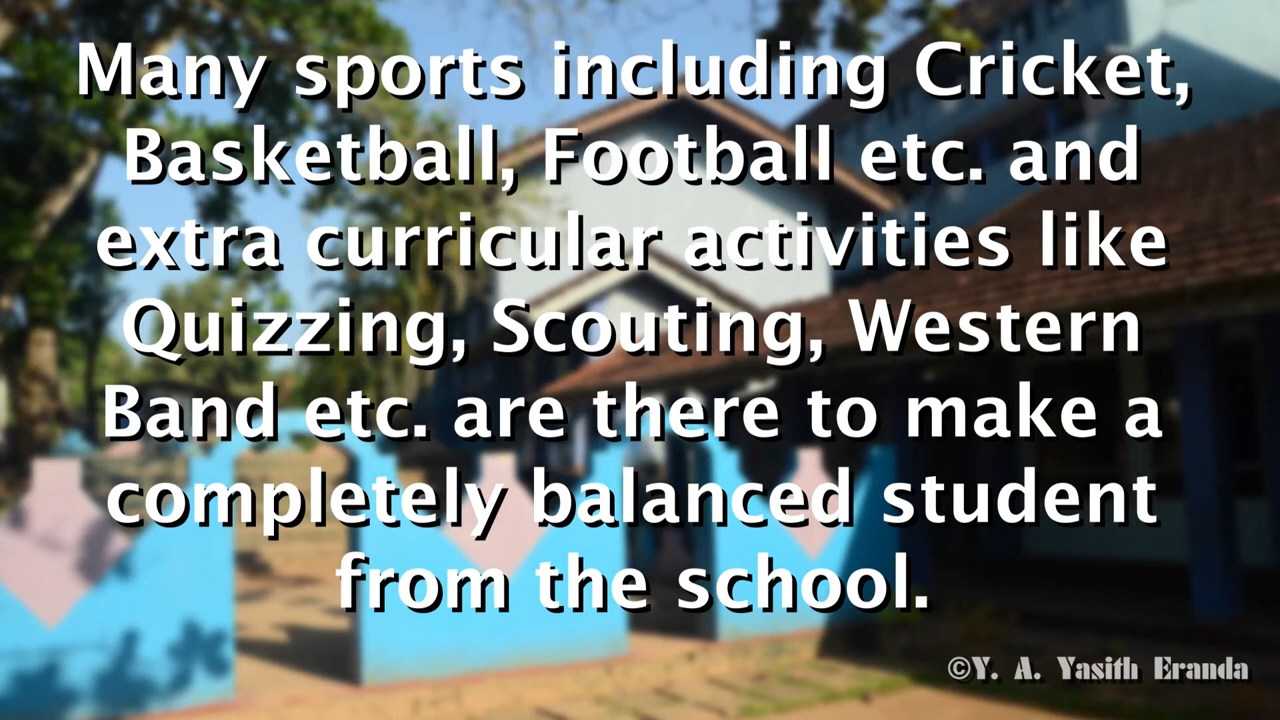 Many sports including Cricket,
Basketball, Football etc. and
extra curricular activities like
Quizzing, Scouting, Western
Band etc. are there to make a
completely balanced student
from the school.
©Y. A. Yasith Eranda